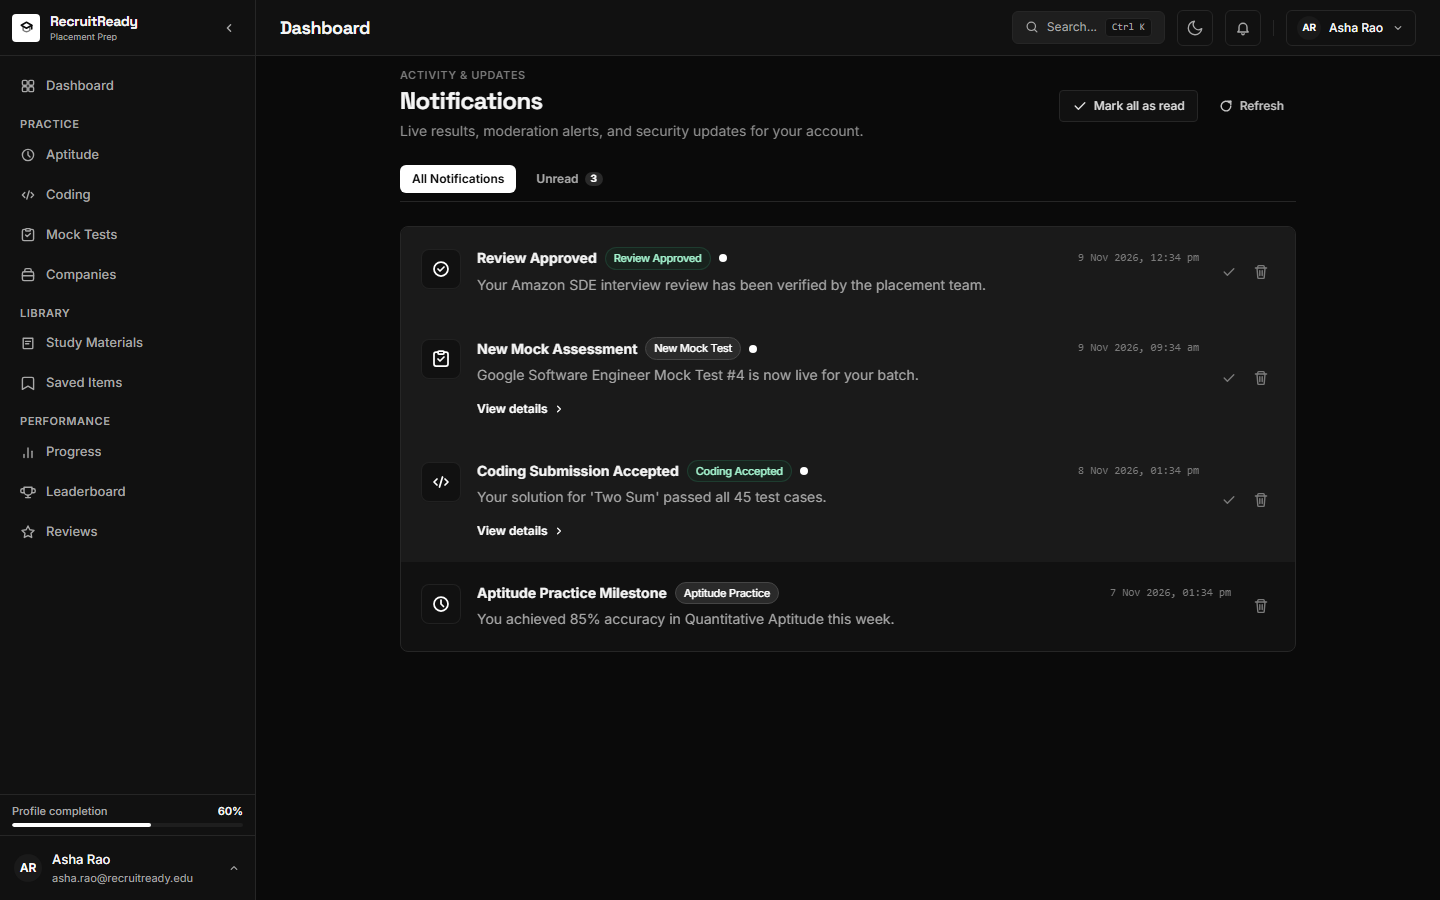 RecruitReady
Placement Prep
Dashboard
PRACTICE
Aptitude
Coding
Mock Tests
Companies
LIBRARY
Study Materials
Saved Items
PERFORMANCE
Progress
Leaderboard
Reviews
Profile completion 60%
AR
Asha Rao
asha.rao@recruitready.edu
Dashboard
Search... Ctrl K
AR Asha Rao
ACTIVITY & UPDATES
Notifications
Live results, moderation alerts, and security updates for your account.
Mark all as read
Refresh
All Notifications
Unread 3
Review Approved Review Approved 9 Nov 2026, 12:34 pm
Your Amazon SDE interview review has been verified by the placement team.
New Mock Assessment New Mock Test 9 Nov 2026, 09:34 am
Google Software Engineer Mock Test #4 is now live for your batch.
View details
Coding Submission Accepted Coding Accepted 8 Nov 2026, 01:34 pm
Your solution for 'Two Sum' passed all 45 test cases.
View details
Aptitude Practice Milestone Aptitude Practice 7 Nov 2026, 01:34 pm
You achieved 85% accuracy in Quantitative Aptitude this week.